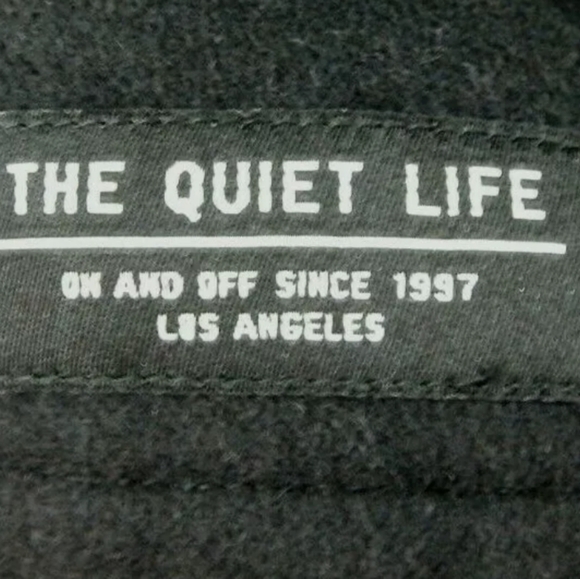 THE QUIET LIFE
ON AND OFF SINCE 1997
LOS ANGELES